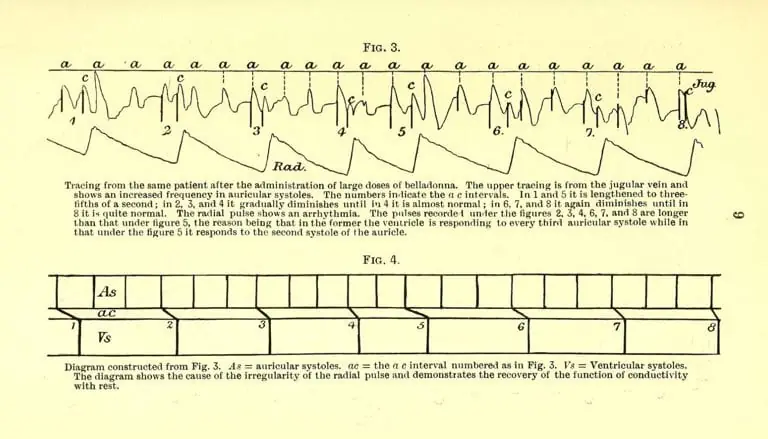 FIG. 3.
a a a a a a a a a a a a a a a a a a a a a
c c c c c c c c Jug
1 2 3 4 5 6. 7. 8.
Rad.
Tracing from the same patient after the administration of large doses of belladonna. The upper tracing is from the jugular vein and
shows an increased frequency in auricular systoles. The numbers indicate the a c intervals. In 1 and 5 it is lengthened to three-
fifths of a second; in 2, 3, and 4 it gradually diminishes until in 4 it is almost normal; in 6, 7, and 8 it again diminishes until in
8 it is quite normal. The radial pulse shows an arrhythmia. The pulses recorded under the figures 2, 3, 4, 6, 7, and 8 are longer
than that under figure 5, the reason being that in the former the ventricle is responding to every third auricular systole while in
that under the figure 5 it responds to the second systole of the auricle.
9
FIG. 4.
As
ac
1 2 3 4 5 6 7 8
Vs
Diagram constructed from Fig. 3. As = auricular systoles. ac = the a c interval numbered as in Fig. 3. Vs = Ventricular systoles.
The diagram shows the cause of the irregularity of the radial pulse and demonstrates the recovery of the function of conductivity
with rest.